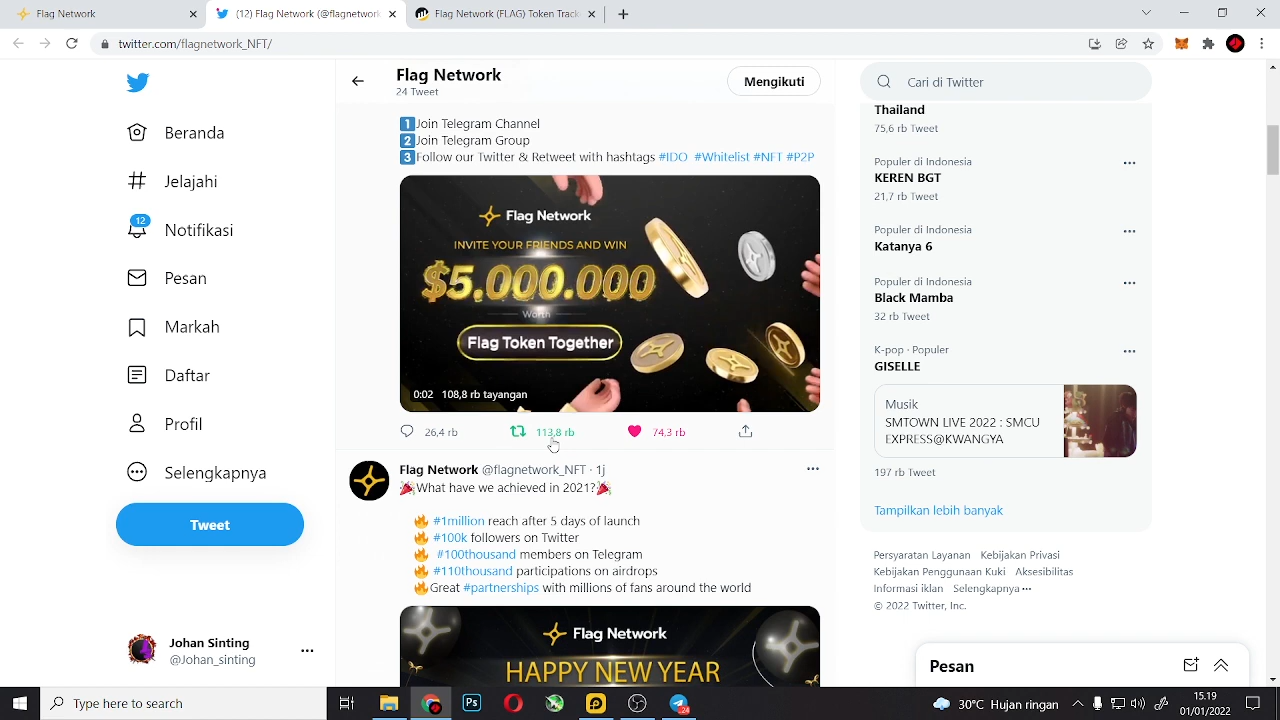 Flag Network
(12) Flag Network (@flagnetwork
Flag Network (FLAG) Token Track
twitter.com/flagnetwork_NFT/
Flag Network
24 Tweet
Mengikuti
Cari di Twitter
Beranda
Jelajahi
12
Notifikasi
Pesan
Markah
Daftar
Profil
Selengkapnya
Tweet
Johan Sinting
@Johan_sinting
1 Join Telegram Channel
2 Join Telegram Group
3 Follow our Twitter & Retweet with hashtags #IDO #Whitelist #NFT #P2P
Flag Network
INVITE YOUR FRIENDS AND WIN
$5.000.000
Worth
Flag Token Together
0:02 108,8 rb tayangan
26,4 rb 113,8 rb 74,3 rb
Flag Network @flagnetwork_NFT · 1j
🎉What have we achieved in 2021?🎉
🔥 #1million reach after 5 days of launch
🔥 #100k followers on Twitter
🔥 #100thousand members on Telegram
🔥 #110thousand participations on airdrops
🔥Great #partnerships with millions of fans around the world
Flag Network
HAPPY NEW YEAR
Thailand
75,6 rb Tweet
Populer di Indonesia
KEREN BGT
21,7 rb Tweet
Populer di Indonesia
Katanya 6
Populer di Indonesia
Black Mamba
32 rb Tweet
K-pop · Populer
GISELLE
Musik
SMTOWN LIVE 2022 : SMCU
EXPRESS@KWANGYA
197 rb Tweet
Tampilkan lebih banyak
Persyaratan Layanan Kebijakan Privasi
Kebijakan Penggunaan Kuki Aksesibilitas
Informasi iklan Selengkapnya ···
© 2022 Twitter, Inc.
Pesan
Type here to search
Ps
24
30°C Hujan ringan
15.19
01/01/2022